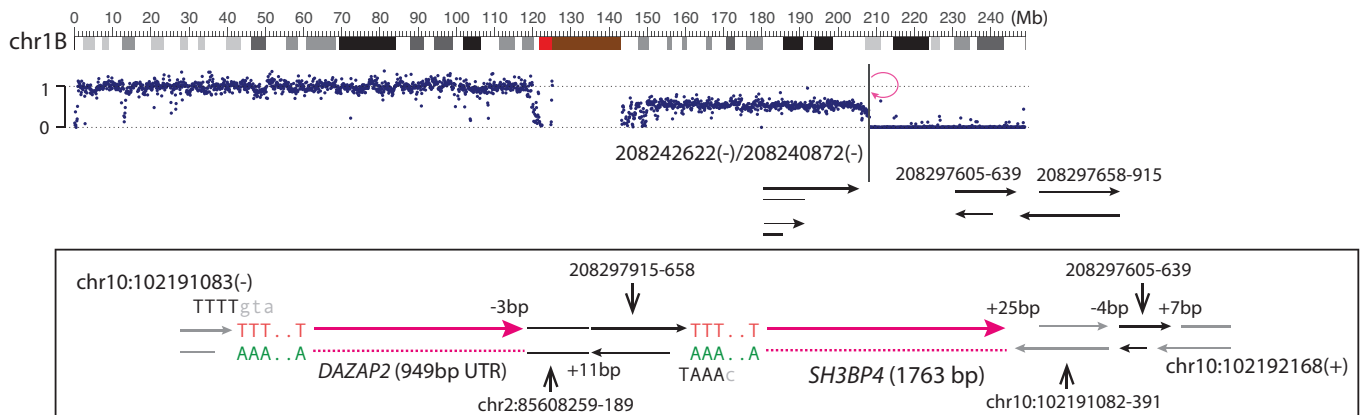 0 10 20 30 40 50 60 70 80 90 100 110 120 130 140 150 160 170 180 190 200 210 220 230 240 (Mb)
chr1B
1
0
208242622(-)/208240872(-)
208297605-639 208297658-915
208297915-658 208297605-639
chr10:102191083(-)
TTTTgta -3bp +25bp -4bp +7bp
TTT..T TTT..T
AAA..A AAA..A
DAZAP2 (949bp UTR) +11bp TAAAc SH3BP4 (1763 bp) chr10:102192168(+)
chr2:85608259-189 chr10:102191082-391